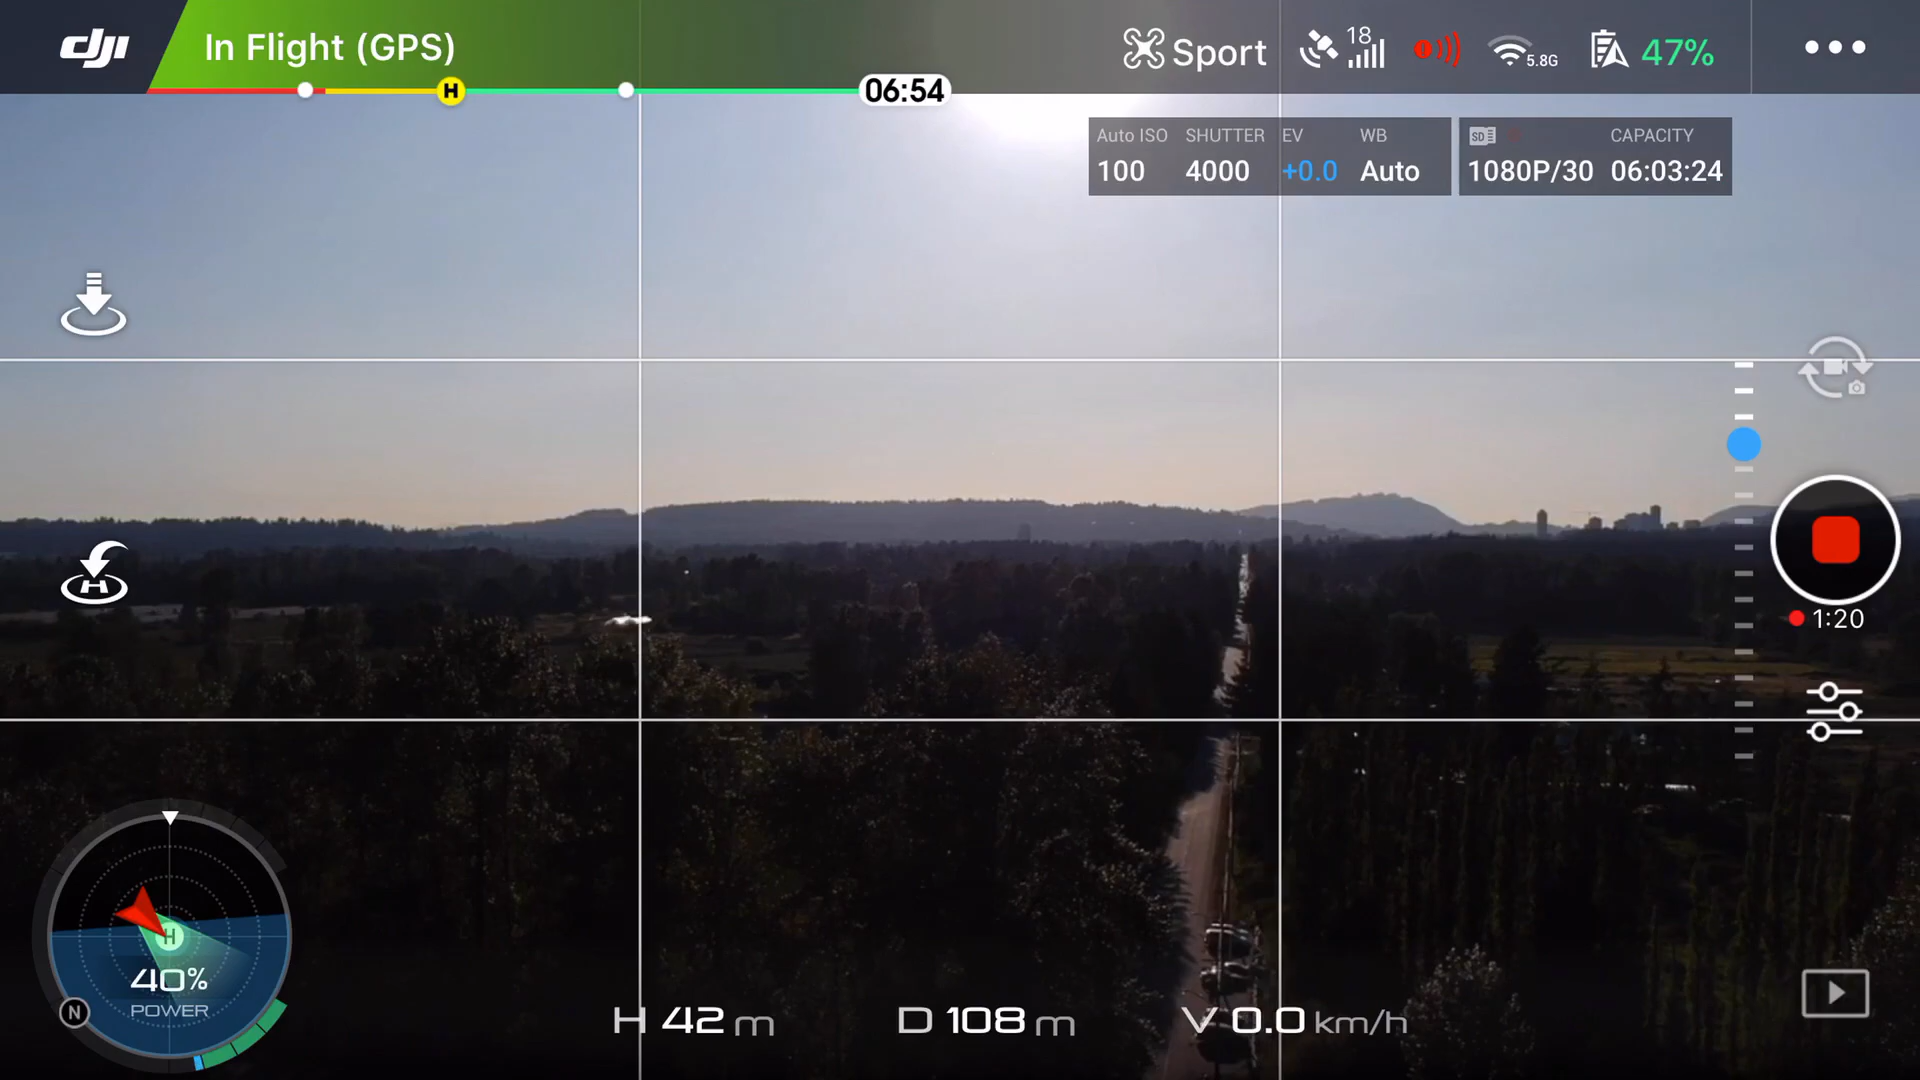 dji
In Flight (GPS)
Sport
18
5.8G
47%
H
06:54
Auto ISO SHUTTER EV WB
100 4000 +0.0 Auto
SD CAPACITY
1080P/30 06:03:24
H
1:20
H
40%
POWER
N
H 42 m D 108 m V 0.0 km/h